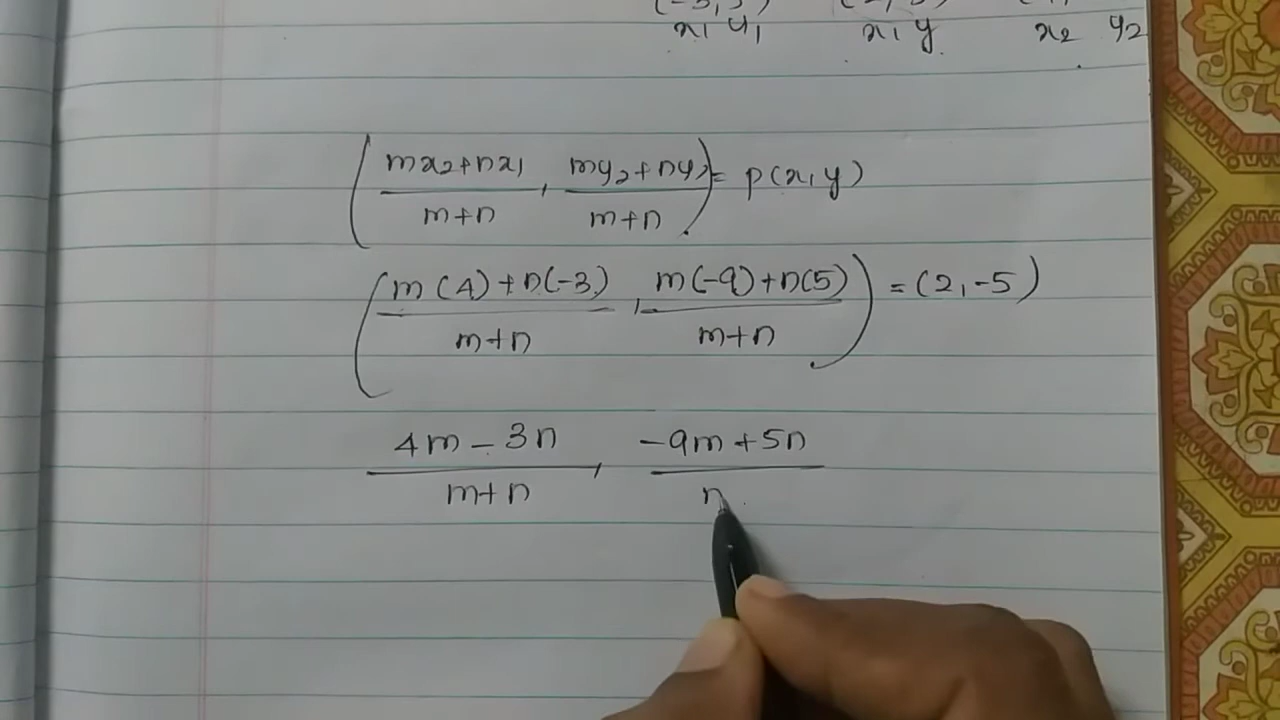 x1 y1 x, y x2 y2
(mx2+nx1/m+n, my2+ny1/m+n) = p(x, y)
(m(4)+n(-3)/m+n, m(-9)+n(5)/m+n) = (2, -5)
4m-3n/m+n, -9m+5n/n